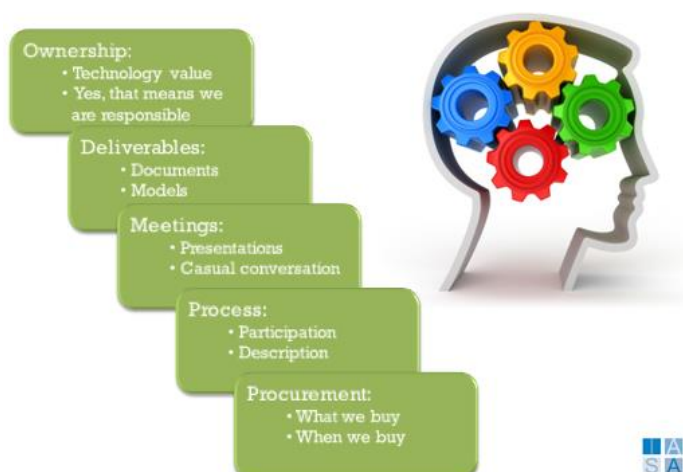 Ownership:
• Technology value
• Yes, that means we
are responsible
Deliverables:
• Documents
• Models
Meetings:
• Presentations
• Casual conversation
Process:
• Participation
• Description
Procurement:
• What we buy
• When we buy
I A
S A